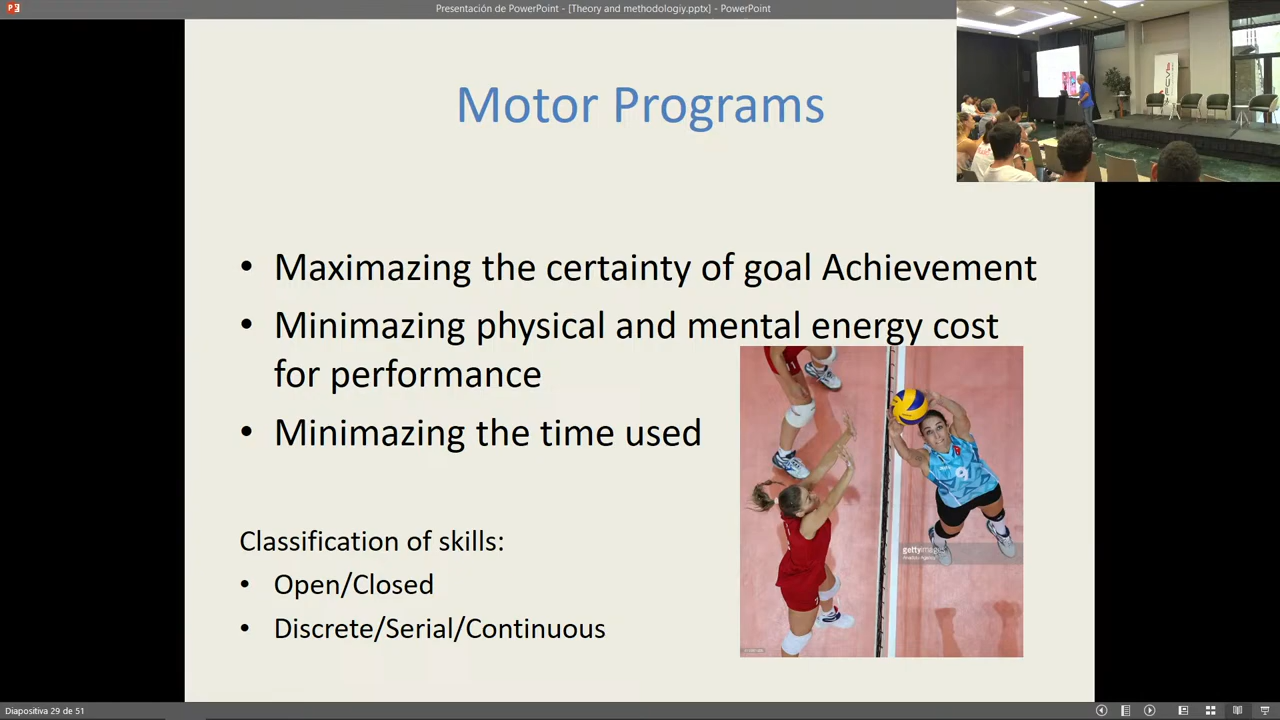 Presentación de PowerPoint - [Theory and methodologiy.pptx] - PowerPoint
Motor Programs
• Maximazing the certainty of goal Achievement
• Minimazing physical and mental energy cost
for performance
• Minimazing the time used
Classification of skills:
• Open/Closed
• Discrete/Serial/Continuous
gettyimages
9
Diapositiva 29 de 51